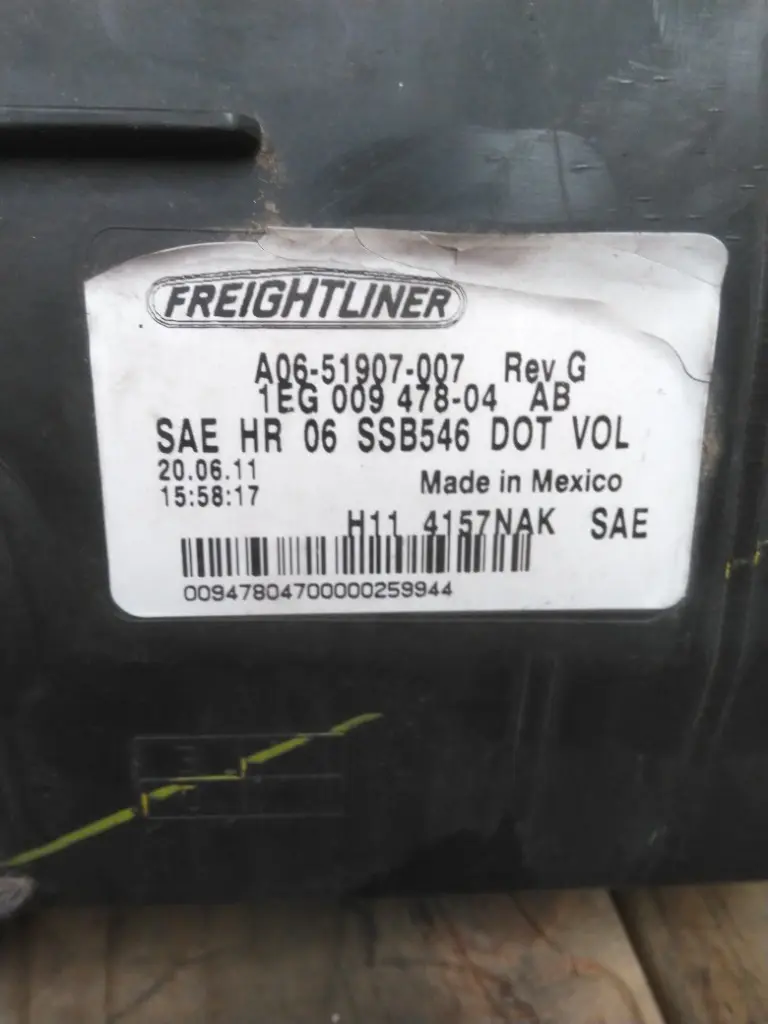 FREIGHTLINER
A06-51907-007 Rev G
1EG 009 478-04 AB
SAE HR 06 SSB546 DOT VOL
20.06.11
15:58:17 Made in Mexico
H11 4157NAK SAE
00947804700000259944